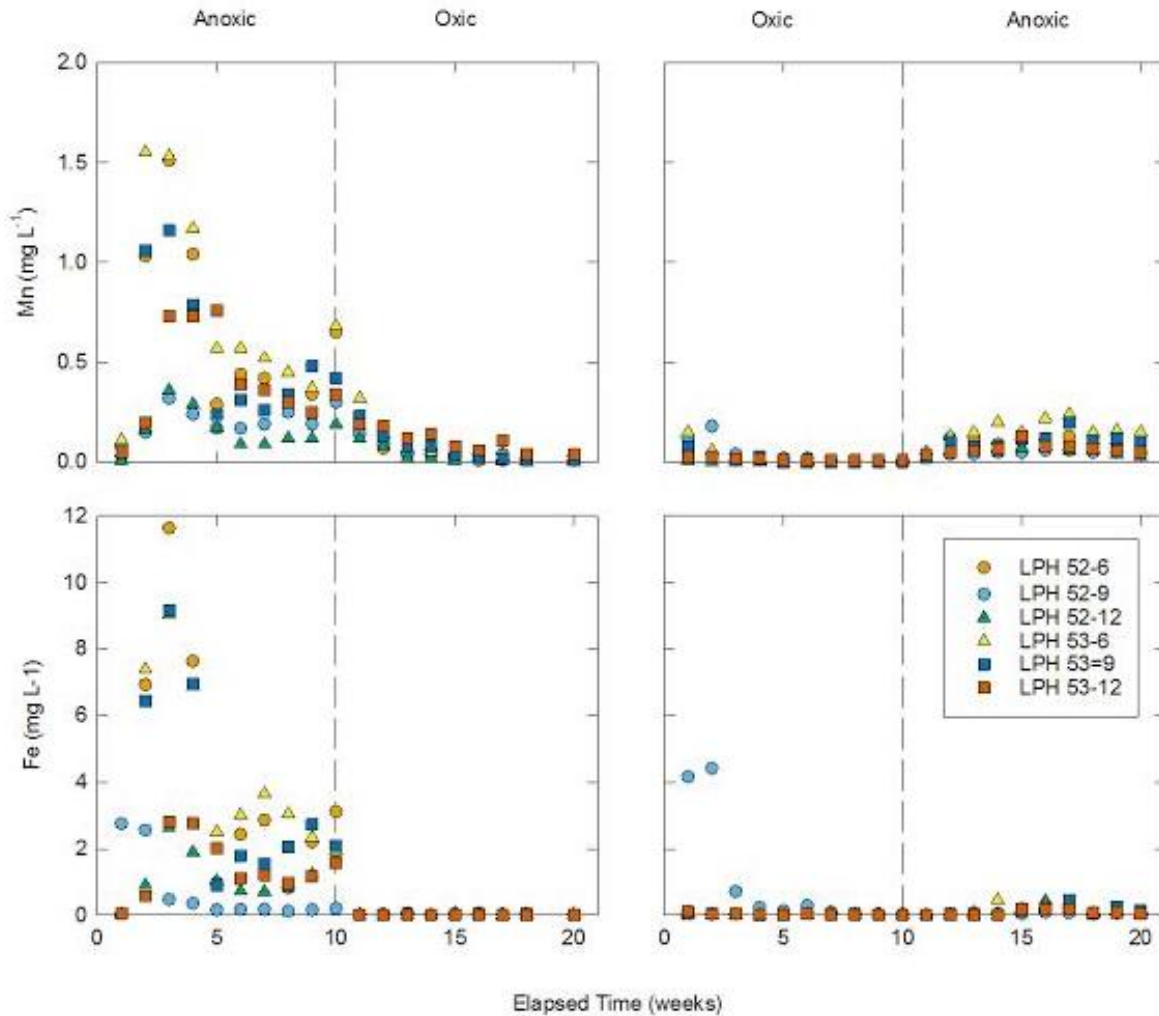 Anoxic Oxic Oxic Anoxic
2.0
1.5
1.0
0.5
0.0
Mn (mg L⁻¹)
12
10
8
6
4
2
0
Fe (mg L-1)
LPH 52-6
LPH 52-9
LPH 52-12
LPH 53-6
LPH 53=9
LPH 53-12
0 5 10 15 20 0 5 10 15 20
Elapsed Time (weeks)